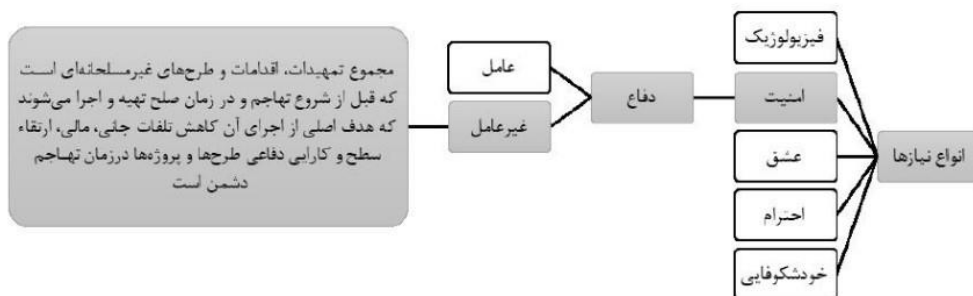 انواع نیازها
فیزیولوژیک
امنیت
عشق
احترام
خودشکوفایی
دفاع
عامل
غیرعامل
مجموع تمهیدات، اقدامات و طرح‌های غیرمسلحانه‌ای است
که قبل از شروع تهاجم و در زمان صلح تهیه و اجرا می‌شوند
که هدف اصلی از اجرای آن کاهش تلفات جانی، مالی، ارتقاء
سطح و کارایی دفاعی طرح‌ها و پروژه‌ها درزمان تهاجم
دشمن است